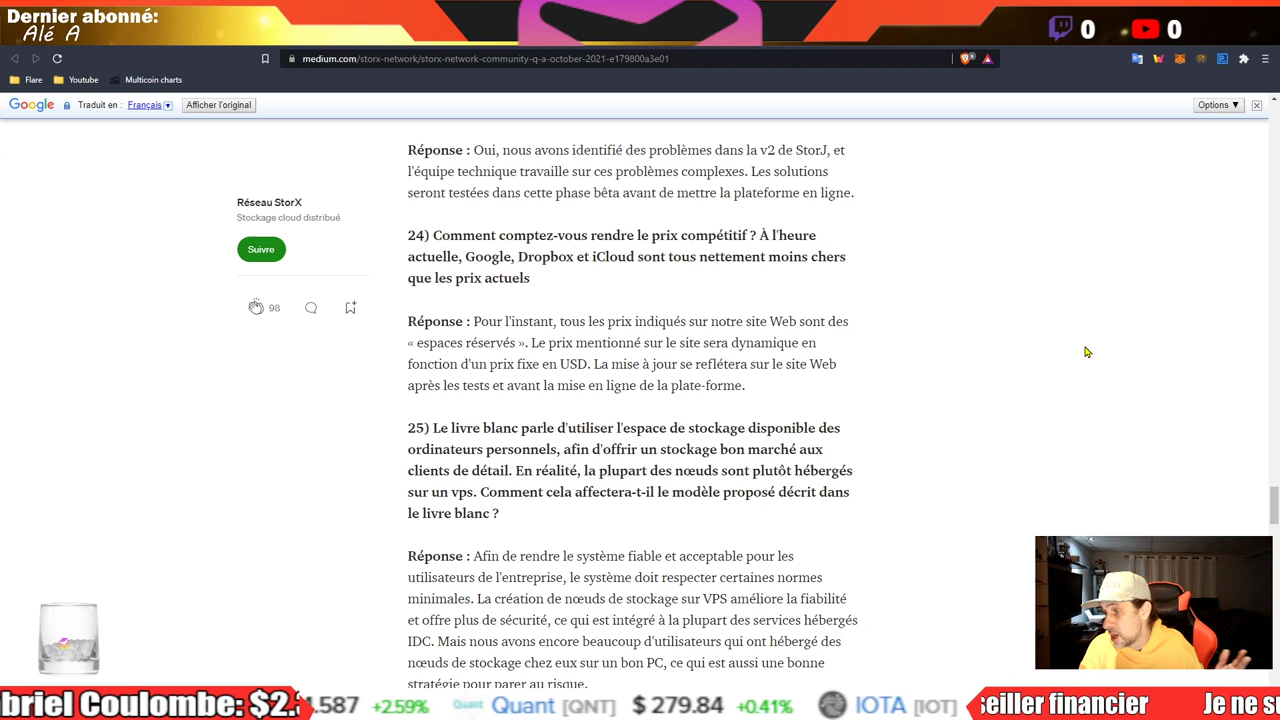 Dernier abonné:
Alé A
0
0
medium.com/storx-network/storx-network-community-q-a-october-2021-e179800a3e01
Flare
Youtube
Multicoin charts
Google
Traduit en : Français
Afficher l'original
Options ▼
Réponse : Oui, nous avons identifié des problèmes dans la v2 de StorJ, et
l'équipe technique travaille sur ces problèmes complexes. Les solutions
seront testées dans cette phase bêta avant de mettre la plateforme en ligne.
Réseau StorX
Stockage cloud distribué
Suivre
98
24) Comment comptez-vous rendre le prix compétitif ? À l'heure
actuelle, Google, Dropbox et iCloud sont tous nettement moins chers
que les prix actuels
Réponse : Pour l'instant, tous les prix indiqués sur notre site Web sont des
« espaces réservés ». Le prix mentionné sur le site sera dynamique en
fonction d'un prix fixe en USD. La mise à jour se reflétera sur le site Web
après les tests et avant la mise en ligne de la plate-forme.
25) Le livre blanc parle d'utiliser l'espace de stockage disponible des
ordinateurs personnels, afin d'offrir un stockage bon marché aux
clients de détail. En réalité, la plupart des nœuds sont plutôt hébergés
sur un vps. Comment cela affectera-t-il le modèle proposé décrit dans
le livre blanc ?
Réponse : Afin de rendre le système fiable et acceptable pour les
utilisateurs de l'entreprise, le système doit respecter certaines normes
minimales. La création de nœuds de stockage sur VPS améliore la fiabilité
et offre plus de sécurité, ce qui est intégré à la plupart des services hébergés
IDC. Mais nous avons encore beaucoup d'utilisateurs qui ont hébergé des
nœuds de stockage chez eux sur un bon PC, ce qui est aussi une bonne
stratégie pour parer au risque.
briel Coulombe: $2.
.587 +2.59% Quant Quant [QNT] $ 279.84 +0.41% IOTA [IOT]
seiller financier
Je ne su